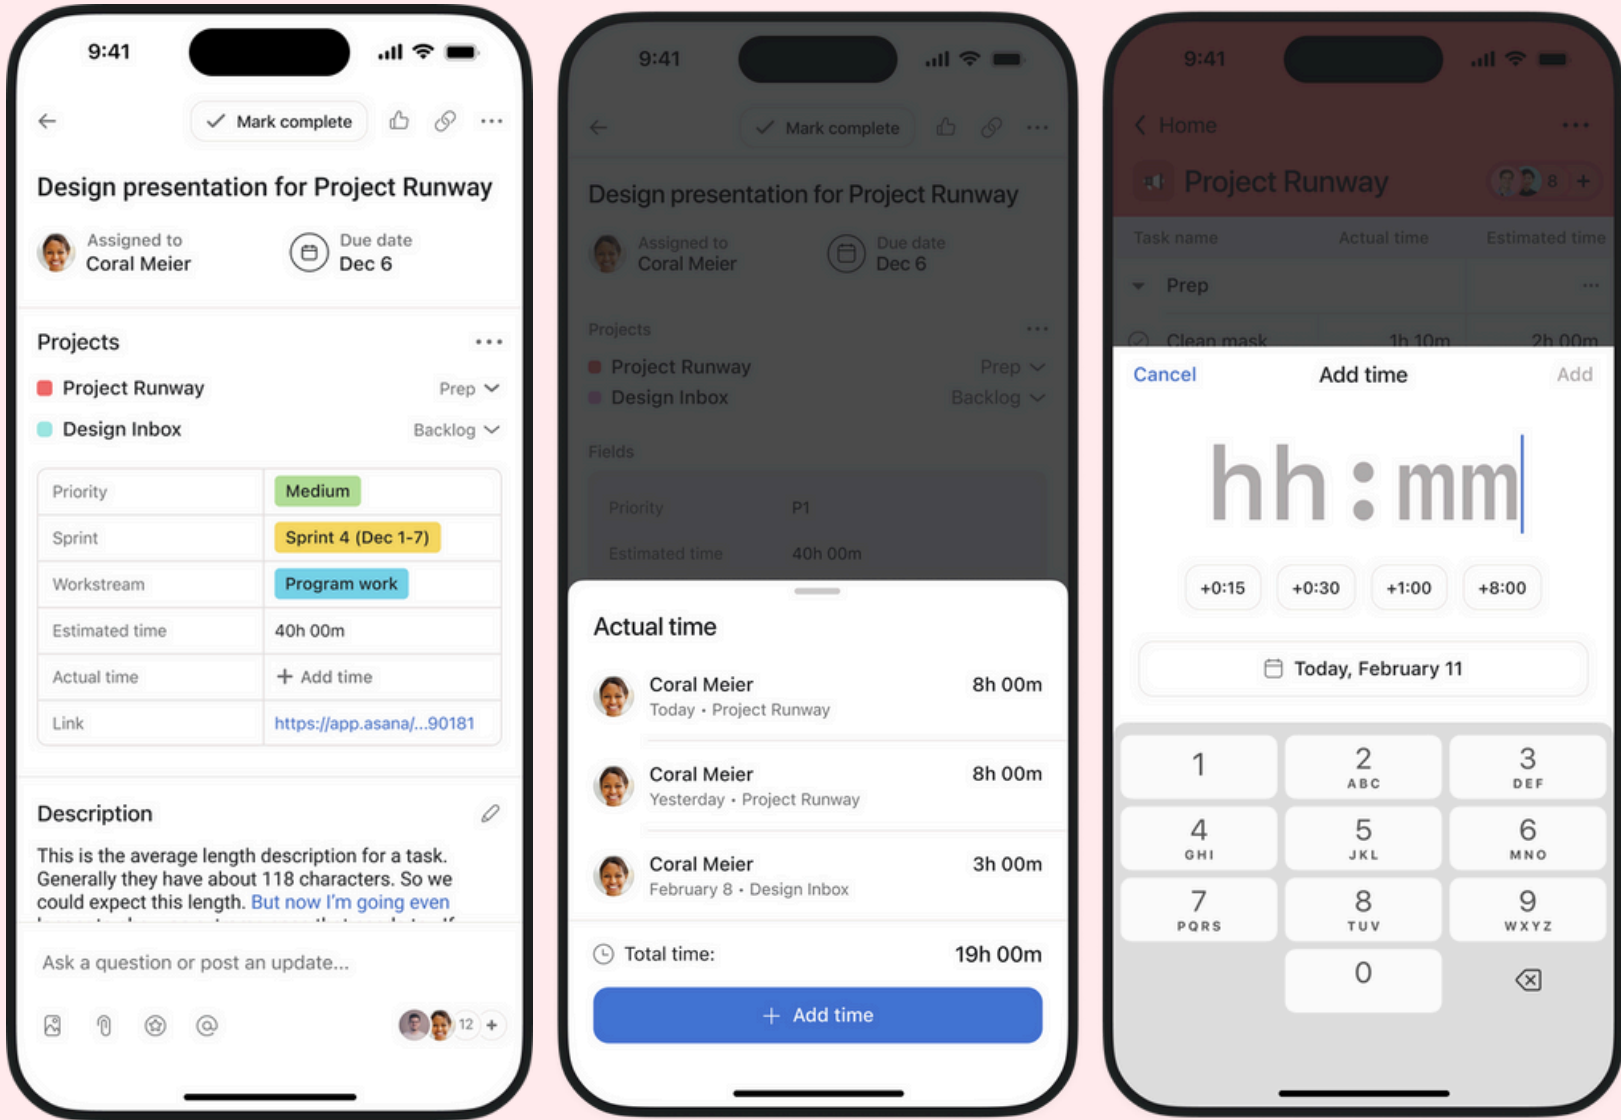 9:41
Mark complete
Design presentation for Project Runway
Assigned to
Coral Meier
Due date
Dec 6
Projects
Project Runway
Prep
Design Inbox
Backlog
Priority
Medium
Sprint
Sprint 4 (Dec 1-7)
Workstream
Program work
Estimated time
40h 00m
Actual time
+ Add time
Link
https://app.asana/...90181
Description
This is the average length description for a task.
Generally they have about 118 characters. So we
could expect this length. But now I'm going even
Ask a question or post an update...
12 +
9:41
Mark complete
Design presentation for Project Runway
Assigned to
Coral Meier
Due date
Dec 6
Projects
Project Runway
Prep
Design Inbox
Backlog
Fields
Priority
P1
Estimated time
40h 00m
Actual time
Coral Meier
8h 00m
Today • Project Runway
Coral Meier
8h 00m
Yesterday • Project Runway
Coral Meier
3h 00m
February 8 • Design Inbox
Total time:
19h 00m
+ Add time
9:41
Home
Project Runway
8 +
Task name
Actual time
Estimated time
Prep
Clean mask
1h 10m
2h 00m
Cancel
Add time
Add
hh:mm
+0:15
+0:30
+1:00
+8:00
Today, February 11
1
2
ABC
3
DEF
4
GHI
5
JKL
6
MNO
7
PQRS
8
TUV
9
WXYZ
0